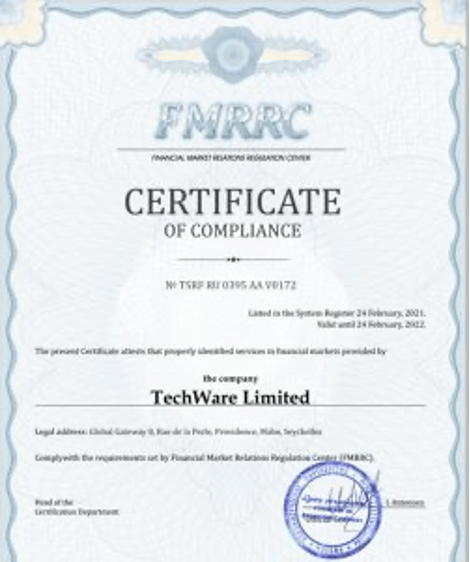 FMRRC
FINANCIAL MARKET RELATIONS REGULATION CENTER
CERTIFICATE
OF COMPLIANCE
№ TSRF RU 0395 AA V0172
Listed in the System Register 24 February, 2021.
Valid until 24 February, 2022.
The present Certificate attests that properly identified services in financial markets provided by
the company
TechWare Limited
Legal address: Global Gateway 8, Rue de la Perle, Providence, Mahe, Seychelles
Complywith the requirements set by Financial Market Relations Regulation Center (FMRRC).
Head of the
Certification Department